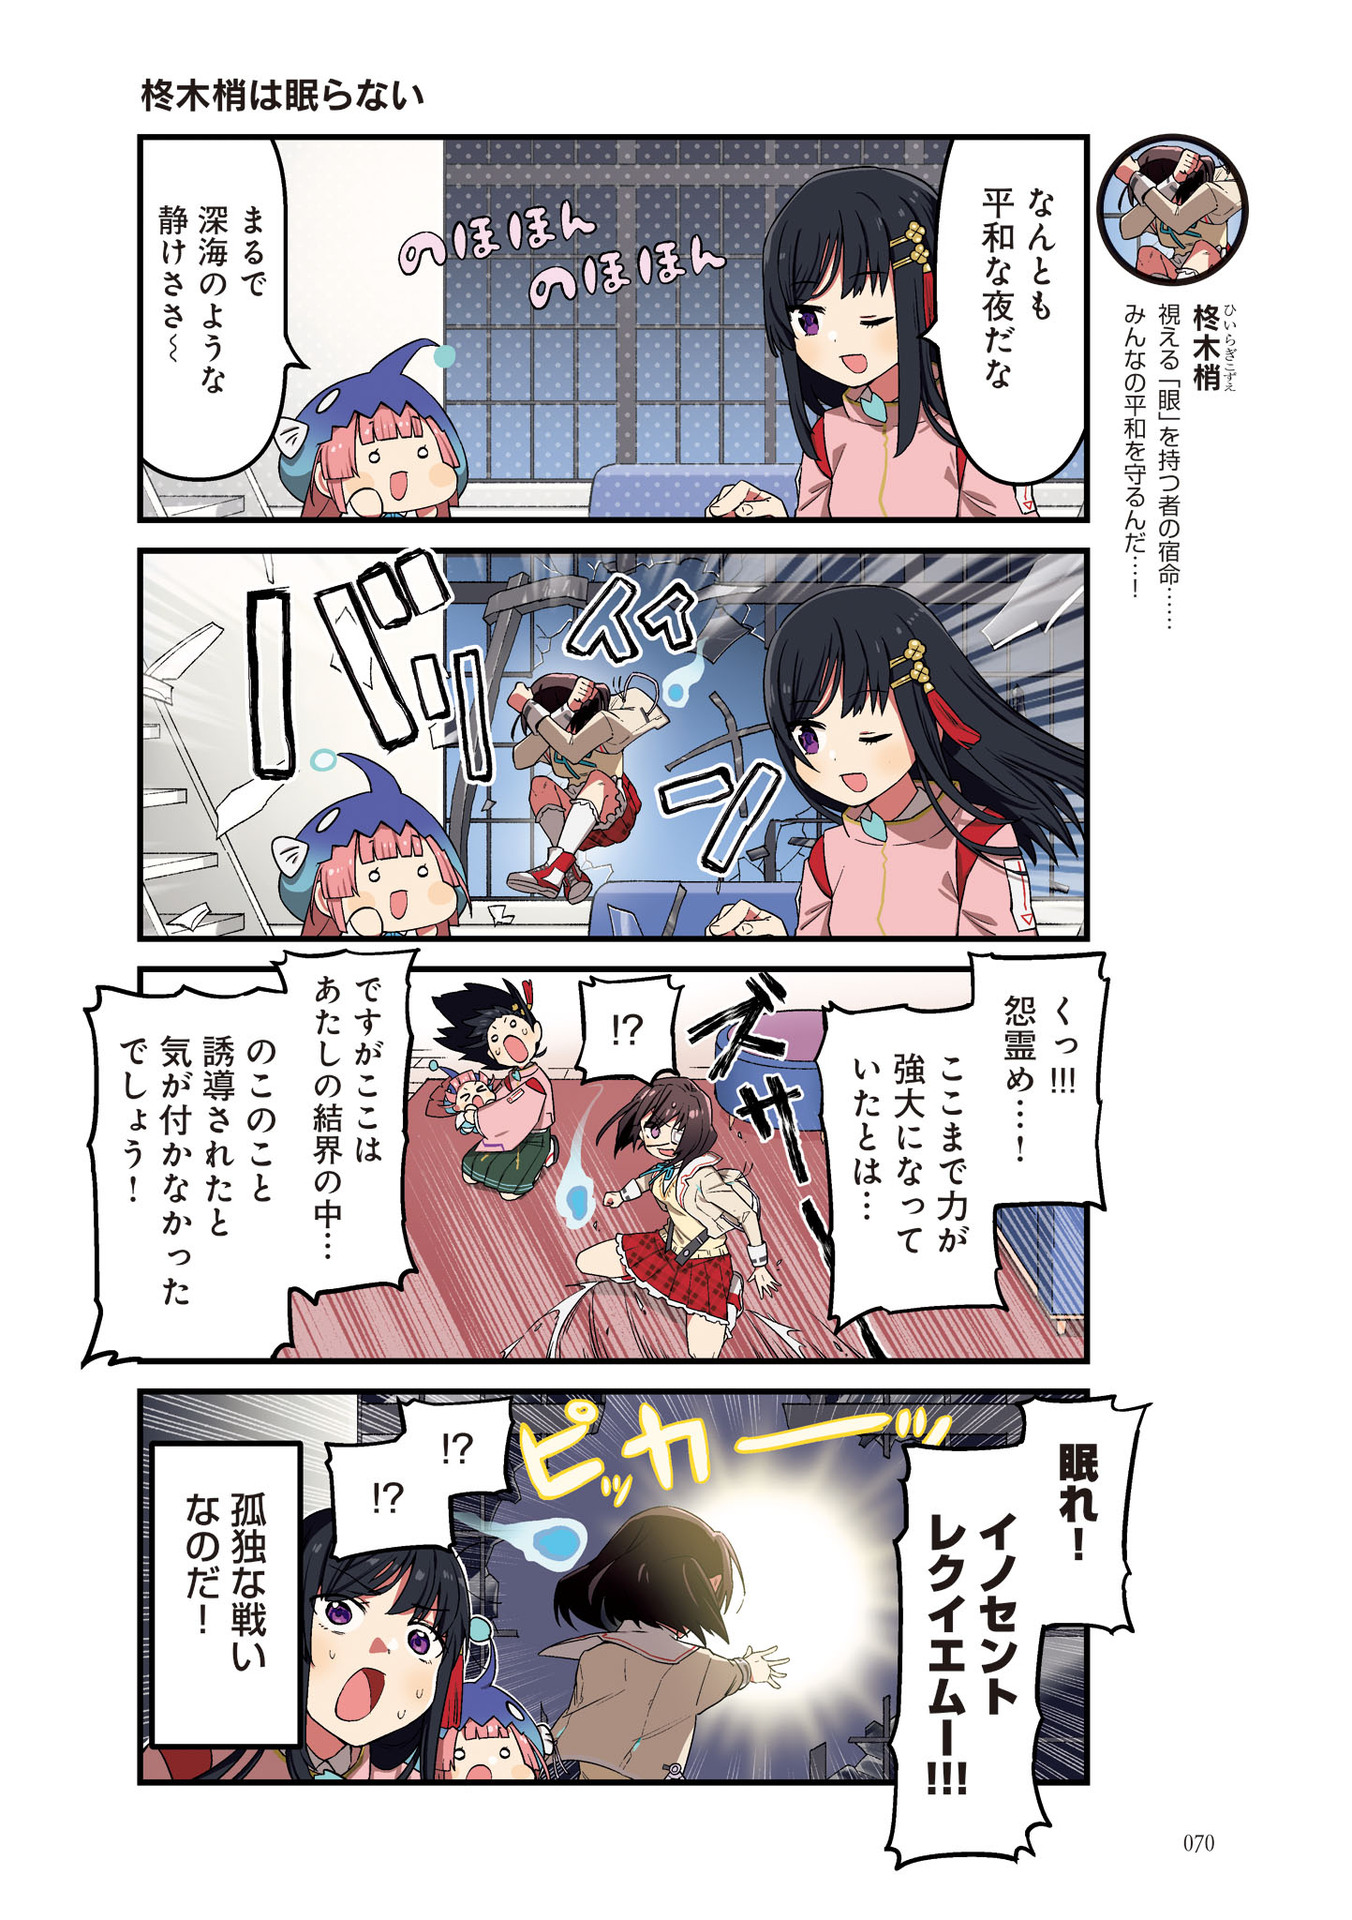 柊木梢は眠らない
柊木梢
ひいらぎこずえ
視える「眼」を持つ者の宿命……
みんなの平和を守るんだ…！
なんとも
平和な夜だな
のほほん
のほほん
まるで
深海のような
静けささ～
バリイィーン
くっ!!!
怨霊め…！
ここまで力が
強大になって
いたとは…
ズザ
!?
ですがここは
あたしの結界の中…
のこのこと
誘導されたと
気が付かなかった
でしょう！
眠れ！
イノセント
レクイエムー!!!
ピッカーッ
!?
!?
孤独な戦い
なのだ！
070